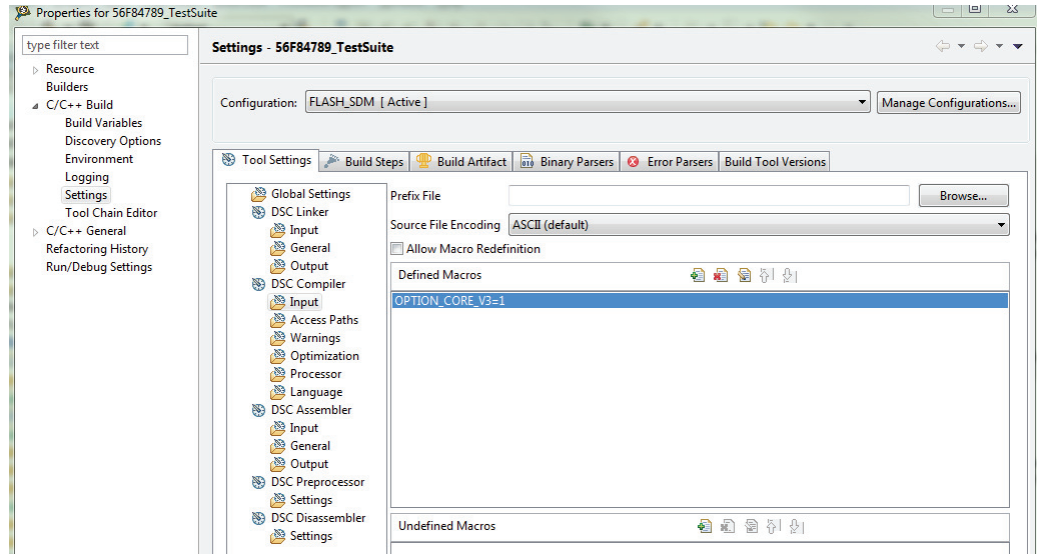 Properties for 56F84789_TestSuite
type filter text
Resource
Builders
C/C++ Build
Build Variables
Discovery Options
Environment
Logging
Settings
Tool Chain Editor
C/C++ General
Refactoring History
Run/Debug Settings
Settings - 56F84789_TestSuite
Configuration: FLASH_SDM [ Active ] Manage Configurations...
Tool Settings Build Steps Build Artifact Binary Parsers Error Parsers Build Tool Versions
Global Settings
DSC Linker
Input
General
Output
DSC Compiler
Input
Access Paths
Warnings
Optimization
Processor
Language
DSC Assembler
Input
General
Output
DSC Preprocessor
Settings
DSC Disassembler
Settings
Prefix File Browse...
Source File Encoding ASCII (default)
Allow Macro Redefinition
Defined Macros
OPTION_CORE_V3=1
Undefined Macros